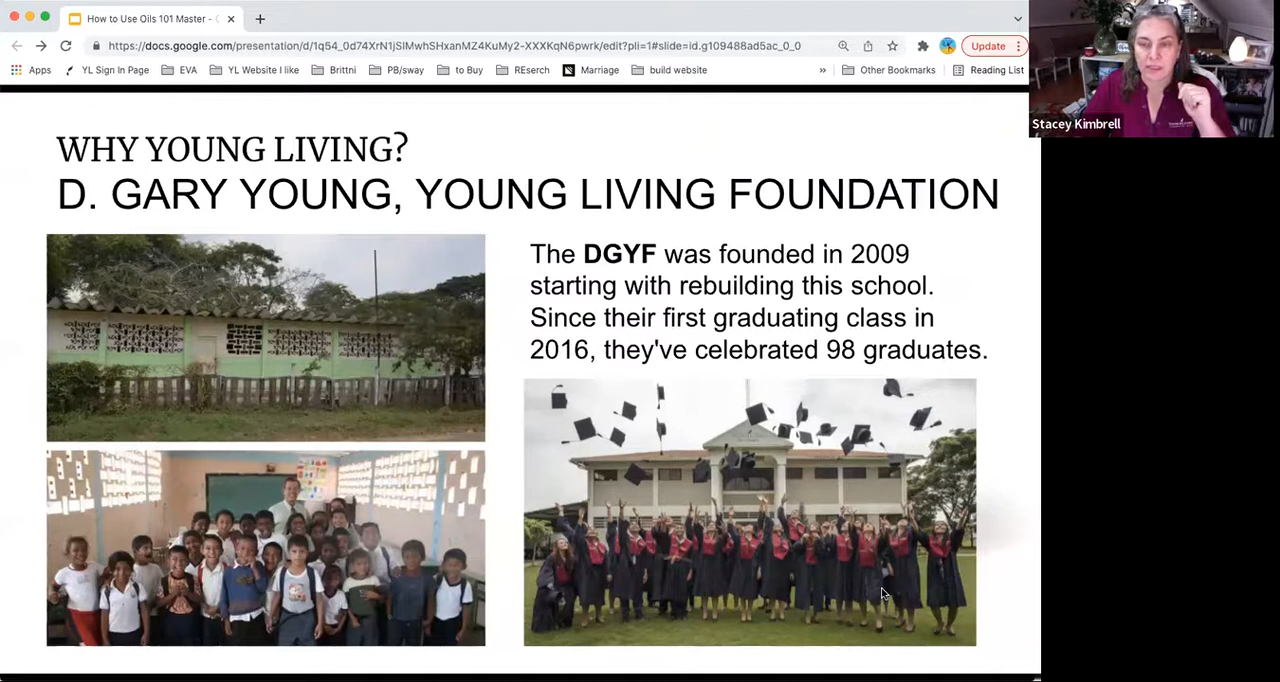 How to Use Oils 101 Master - 
https://docs.google.com/presentation/d/1q54_0d74XrN1jSIMwhSHxanMZ4KuMy2-XXXKqN6pwrk/edit?pli=1#slide=id.g109488ad5ac_0_0
Update
Apps
YL Sign In Page
EVA
YL Website I like
Brittni
PB/sway
to Buy
REserch
Marriage
build website
»
Other Bookmarks
Reading List
Stacey Kimbrell
WHY YOUNG LIVING?
D. GARY YOUNG, YOUNG LIVING FOUNDATION
The DGYF was founded in 2009
starting with rebuilding this school.
Since their first graduating class in
2016, they've celebrated 98 graduates.